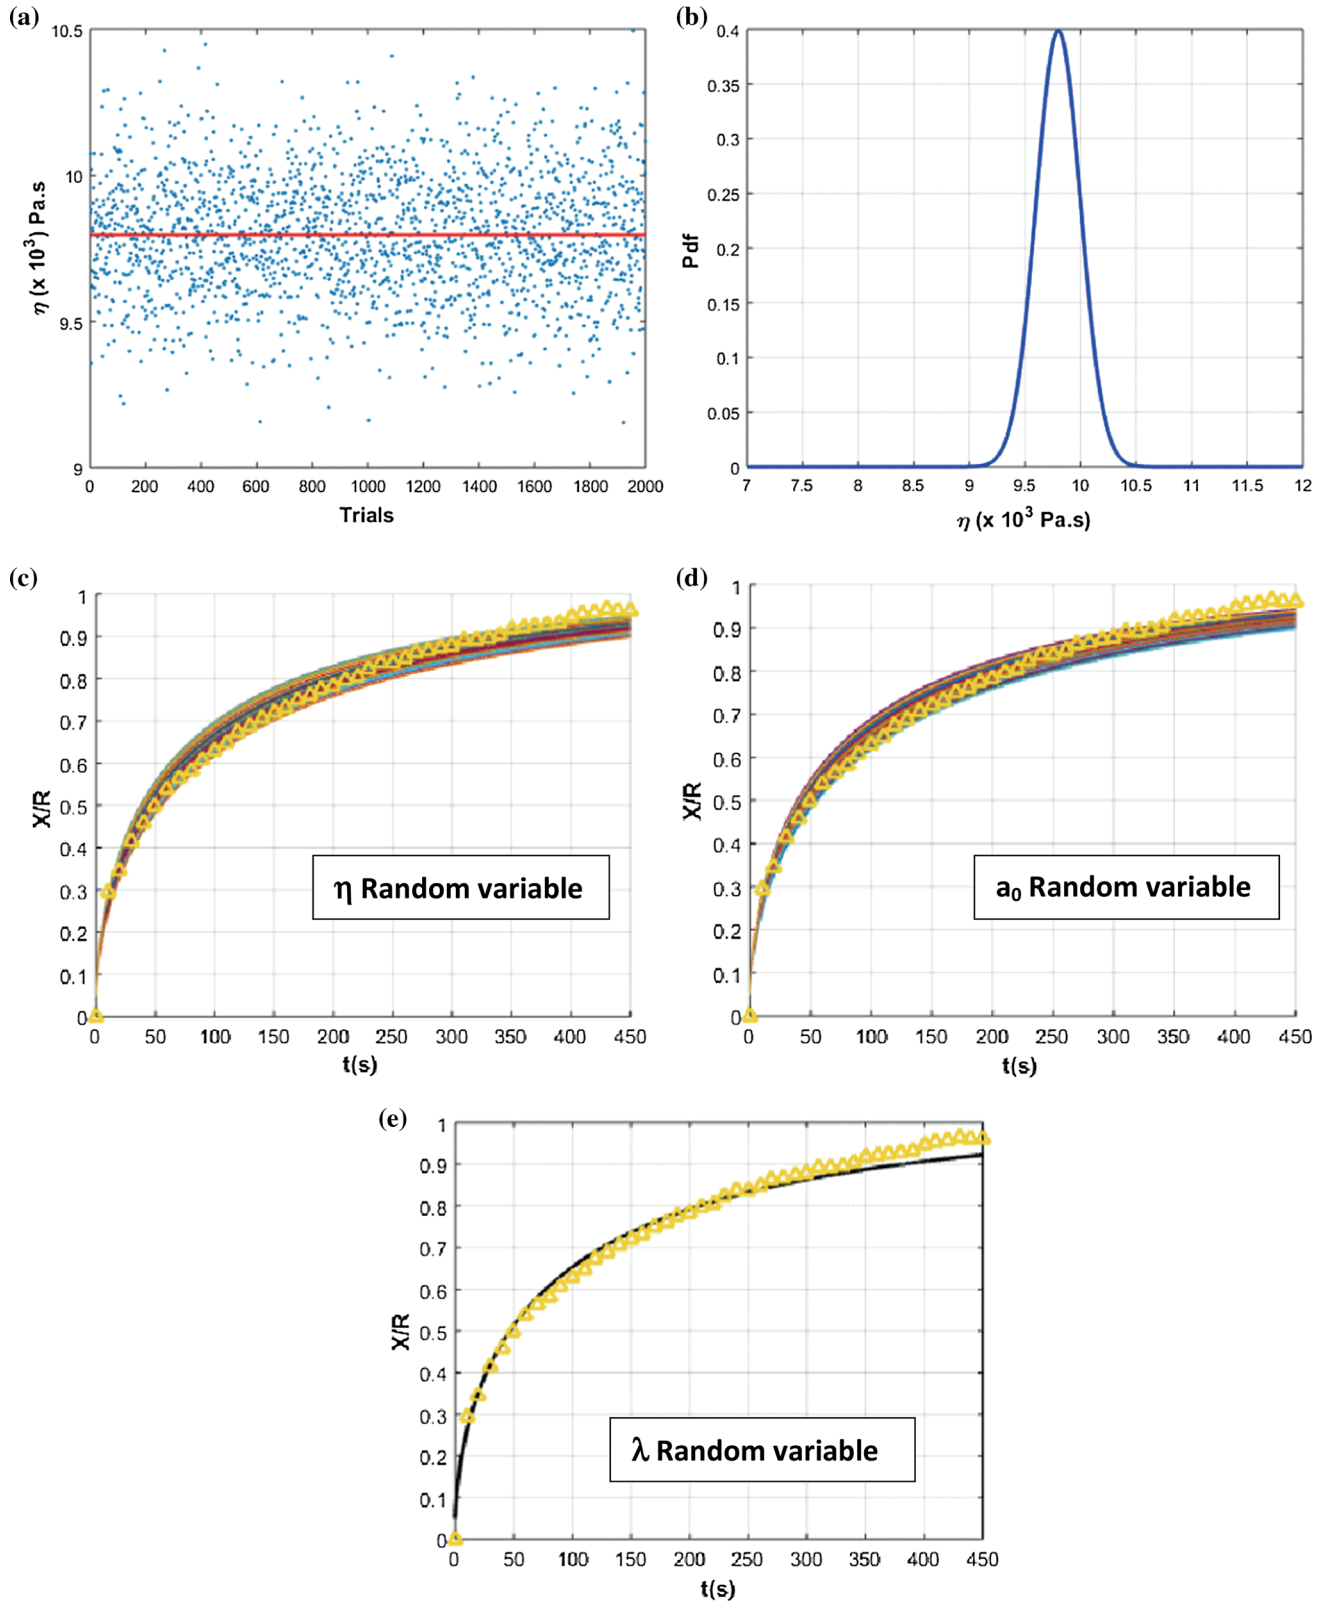 (a)
10.5
10
9.5
9
η (x 10³) Pa.s
0 200 400 600 800 1000 1200 1400 1600 1800 2000
Trials
(b)
0.4
0.35
0.3
0.25
0.2
0.15
0.1
0.05
0
Pdf
7 7.5 8 8.5 9 9.5 10 10.5 11 11.5 12
η (x 10³ Pa.s)
(c)
1
0.9
0.8
0.7
0.6
0.5
0.4
0.3
0.2
0.1
0
X/R
η Random variable
0 50 100 150 200 250 300 350 400 450
t(s)
(d)
1
0.9
0.8
0.7
0.6
0.5
0.4
0.3
0.2
0.1
0
X/R
a₀ Random variable
0 50 100 150 200 250 300 350 400 450
t(s)
(e)
1
0.9
0.8
0.7
0.6
0.5
0.4
0.3
0.2
0.1
0
X/R
λ Random variable
0 50 100 150 200 250 300 350 400 450
t(s)